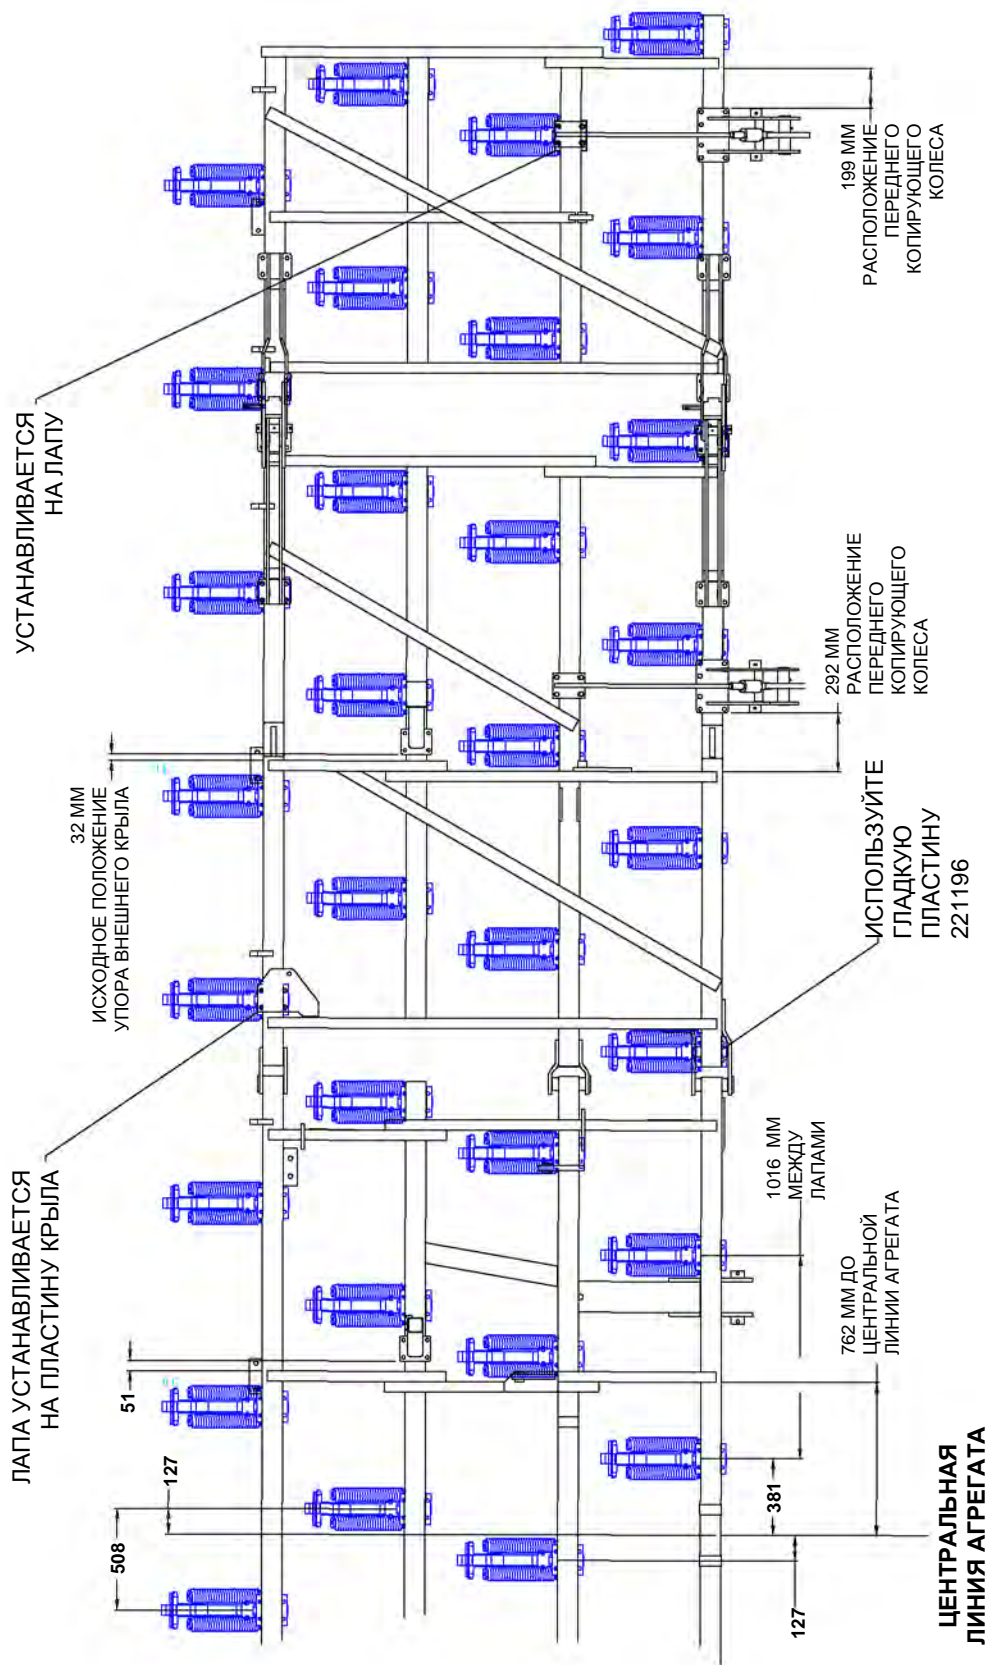 ЛАПА УСТАНАВЛИВАЕТСЯ
НА ПЛАСТИНУ КРЫЛА
УСТАНАВЛИВАЕТСЯ
НА ЛАПУ
32 ММ
ИСХОДНОЕ ПОЛОЖЕНИЕ
УПОРА ВНЕШНЕГО КРЫЛА
51
127
508
199 ММ
РАСПОЛОЖЕНИЕ
ПЕРЕДНЕГО
КОПИРУЮЩЕГО
КОЛЕСА
292 ММ
РАСПОЛОЖЕНИЕ
ПЕРЕДНЕГО
КОПИРУЮЩЕГО
КОЛЕСА
ИСПОЛЬЗУЙТЕ
ГЛАДКУЮ
ПЛАСТИНУ
221196
1016 ММ
МЕЖДУ
ЛАПАМИ
762 ММ ДО
ЦЕНТРАЛЬНОЙ
ЛИНИИ АГРЕГАТА
381
127
ЦЕНТРАЛЬНАЯ
ЛИНИЯ АГРЕГАТА